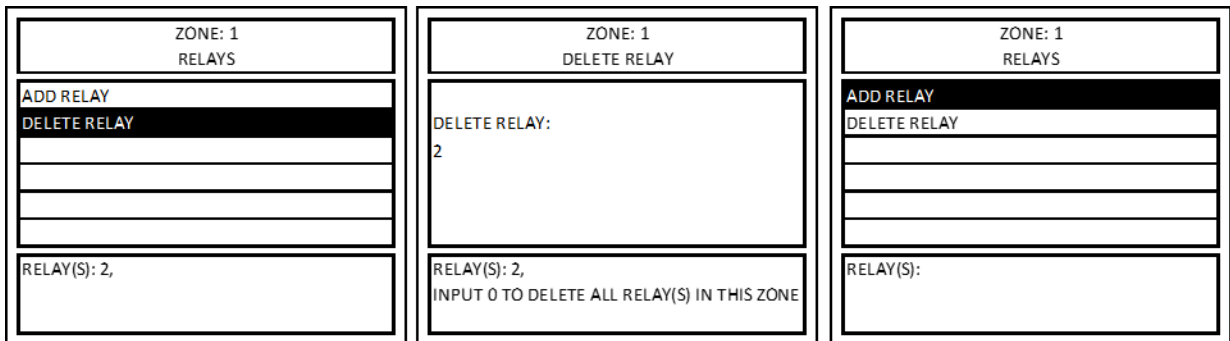 ZONE: 1
RELAYS
ADD RELAY
DELETE RELAY
RELAY(S): 2,
ZONE: 1
DELETE RELAY
DELETE RELAY:
2
RELAY(S): 2,
INPUT 0 TO DELETE ALL RELAY(S) IN THIS ZONE
ZONE: 1
RELAYS
ADD RELAY
DELETE RELAY
RELAY(S):